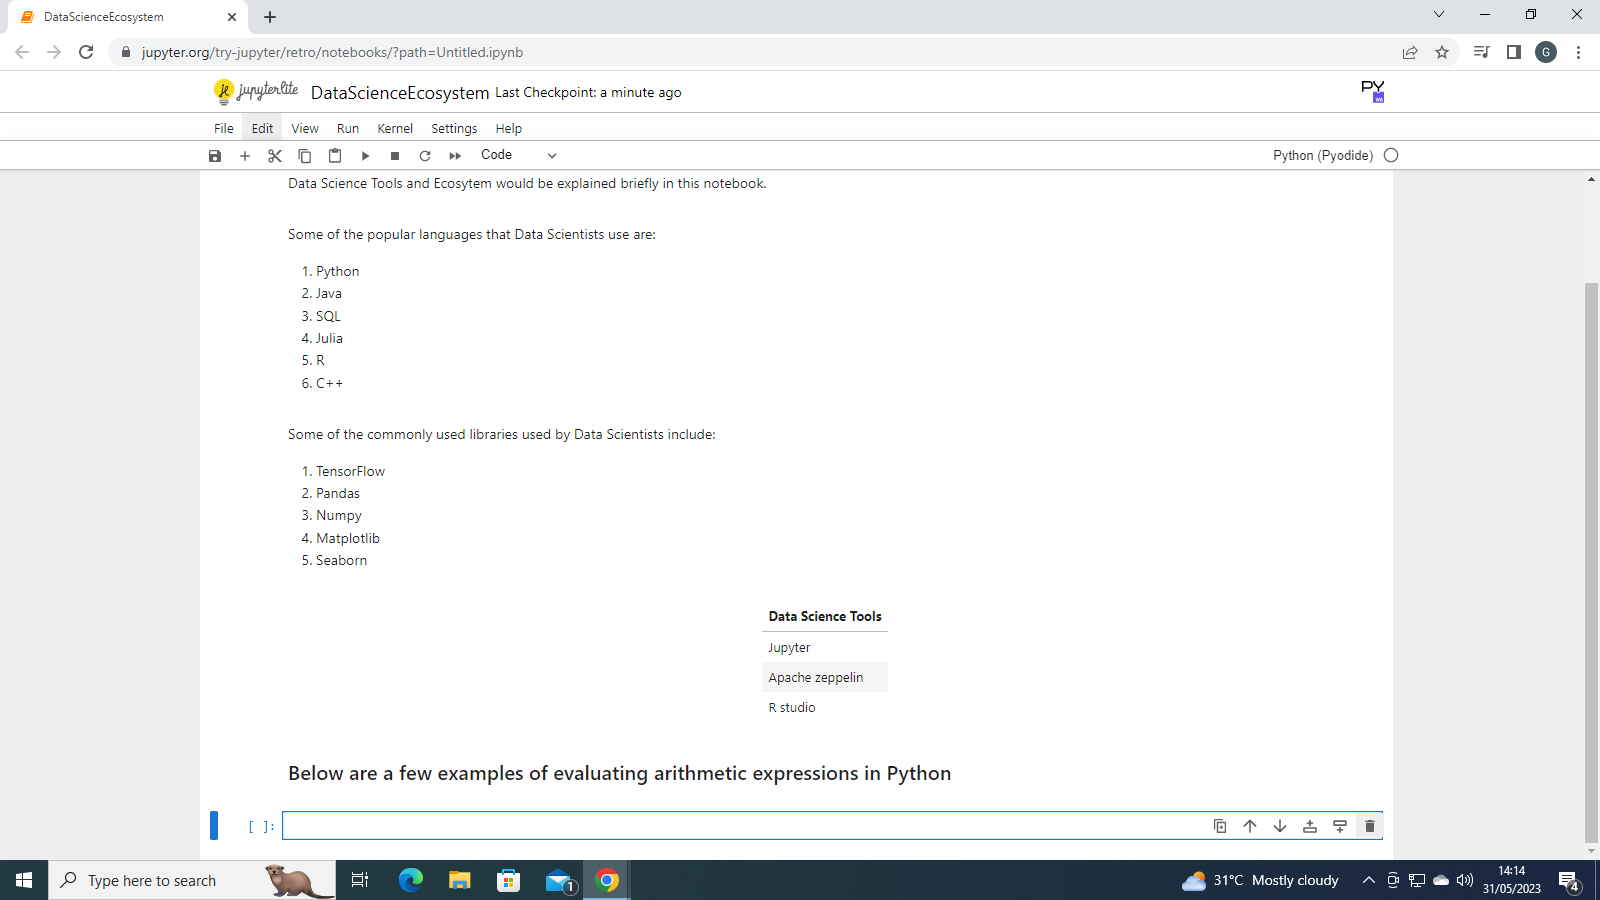 DataScienceEcosystem
jupyter.org/try-jupyter/retro/notebooks/?path=Untitled.ipynb
G
jupyterlite DataScienceEcosystem Last Checkpoint: a minute ago
PY
File Edit View Run Kernel Settings Help
Code
Python (Pyodide)
Data Science Tools and Ecosytem would be explained briefly in this notebook.
Some of the popular languages that Data Scientists use are:
1. Python
2. Java
3. SQL
4. Julia
5. R
6. C++
Some of the commonly used libraries used by Data Scientists include:
1. TensorFlow
2. Pandas
3. Numpy
4. Matplotlib
5. Seaborn
Data Science Tools
Jupyter
Apache zeppelin
R studio
Below are a few examples of evaluating arithmetic expressions in Python
[ ]:
Type here to search
1
31°C Mostly cloudy
14:14
31/05/2023
4